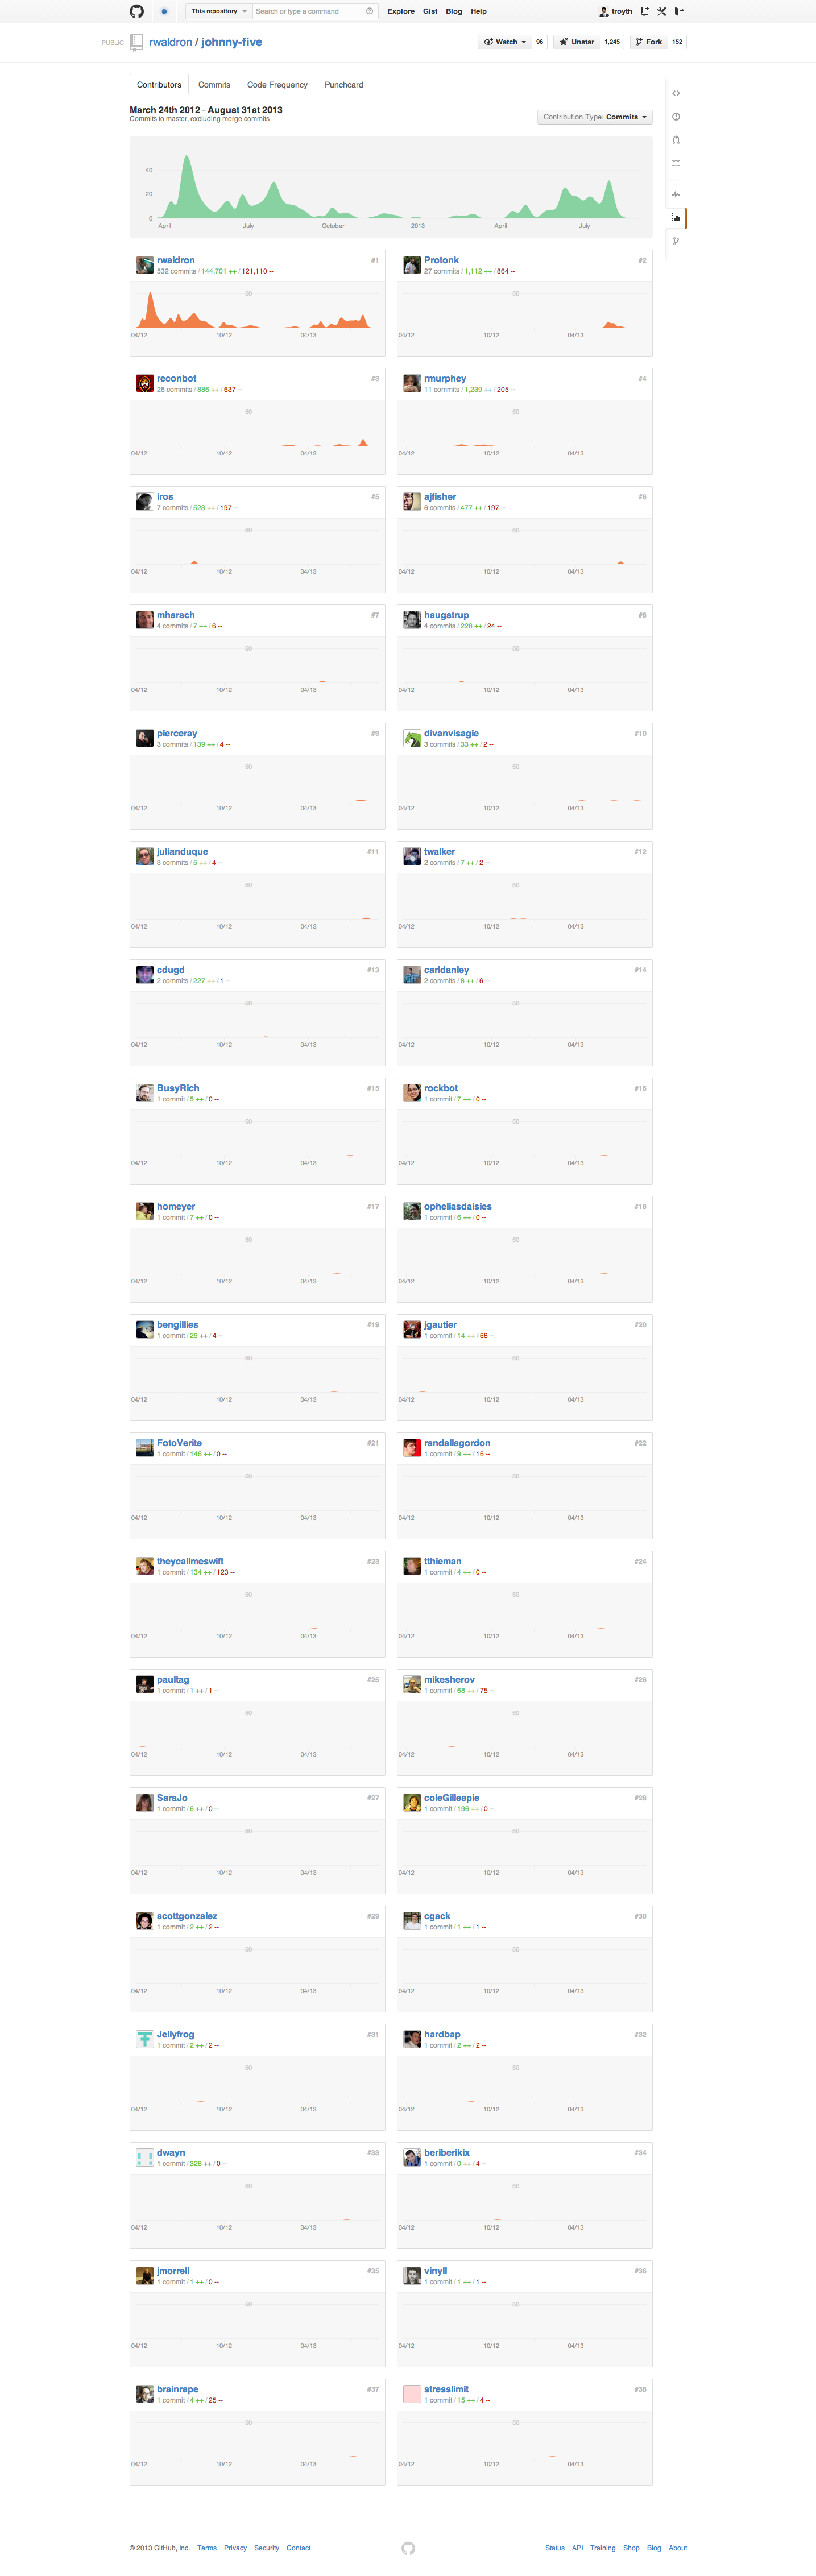 This repository Search or type a command Explore Gist Blog Help troyth
PUBLIC rwaldron / johnny-five Watch 96 Unstar 1,245 Fork 152
Contributors Commits Code Frequency Punchcard
March 24th 2012 - August 31st 2013
Commits to master, excluding merge commits
Contribution Type: Commits
40
20
0
April July October 2013 April July
rwaldron #1
532 commits / 144,701 ++ / 121,110 --
50
04/12 10/12 04/13
Protonk #2
27 commits / 1,112 ++ / 664 --
50
04/12 10/12 04/13
reconbot #3
26 commits / 886 ++ / 637 --
50
04/12 10/12 04/13
rmurphey #4
11 commits / 1,239 ++ / 205 --
50
04/12 10/12 04/13
iros #5
7 commits / 523 ++ / 197 --
50
04/12 10/12 04/13
ajfisher #6
6 commits / 477 ++ / 197 --
50
04/12 10/12 04/13
mharsch #7
4 commits / 7 ++ / 6 --
50
04/12 10/12 04/13
haugstrup #8
4 commits / 228 ++ / 24 --
50
04/12 10/12 04/13
pierceray #9
3 commits / 139 ++ / 4 --
50
04/12 10/12 04/13
divanvisagie #10
3 commits / 33 ++ / 2 --
50
04/12 10/12 04/13
julianduque #11
3 commits / 5 ++ / 4 --
50
04/12 10/12 04/13
twalker #12
2 commits / 7 ++ / 2 --
50
04/12 10/12 04/13
cdugd #13
2 commits / 227 ++ / 1 --
50
04/12 10/12 04/13
carldanley #14
2 commits / 8 ++ / 6 --
50
04/12 10/12 04/13
BusyRich #15
1 commit / 5 ++ / 0 --
50
04/12 10/12 04/13
rockbot #16
1 commit / 7 ++ / 0 --
50
04/12 10/12 04/13
homeyer #17
1 commit / 7 ++ / 0 --
50
04/12 10/12 04/13
opheliasdaisies #18
1 commit / 6 ++ / 0 --
50
04/12 10/12 04/13
bengillies #19
1 commit / 29 ++ / 4 --
50
04/12 10/12 04/13
jgautier #20
1 commit / 14 ++ / 68 --
50
04/12 10/12 04/13
FotoVerite #21
1 commit / 146 ++ / 0 --
50
04/12 10/12 04/13
randallagordon #22
1 commit / 9 ++ / 16 --
50
04/12 10/12 04/13
theycallmeswift #23
1 commit / 134 ++ / 123 --
50
04/12 10/12 04/13
tthieman #24
1 commit / 4 ++ / 0 --
50
04/12 10/12 04/13
paultag #25
1 commit / 1 ++ / 1 --
50
04/12 10/12 04/13
mikesherov #26
1 commit / 68 ++ / 75 --
50
04/12 10/12 04/13
SaraJo #27
1 commit / 6 ++ / 0 --
50
04/12 10/12 04/13
coleGillespie #28
1 commit / 196 ++ / 0 --
50
04/12 10/12 04/13
scottgonzalez #29
1 commit / 2 ++ / 2 --
50
04/12 10/12 04/13
cgack #30
1 commit / 1 ++ / 1 --
50
04/12 10/12 04/13
Jellyfrog #31
1 commit / 2 ++ / 2 --
50
04/12 10/12 04/13
hardbap #32
1 commit / 2 ++ / 2 --
50
04/12 10/12 04/13
dwayn #33
1 commit / 328 ++ / 0 --
50
04/12 10/12 04/13
beriberikix #34
1 commit / 0 ++ / 4 --
50
04/12 10/12 04/13
jmorrell #35
1 commit / 1 ++ / 0 --
50
04/12 10/12 04/13
vinyll #36
1 commit / 1 ++ / 1 --
50
04/12 10/12 04/13
brainrape #37
1 commit / 4 ++ / 25 --
50
04/12 10/12 04/13
stresslimit #38
1 commit / 15 ++ / 4 --
50
04/12 10/12 04/13
© 2013 GitHub, Inc. Terms Privacy Security Contact Status API Training Shop Blog About